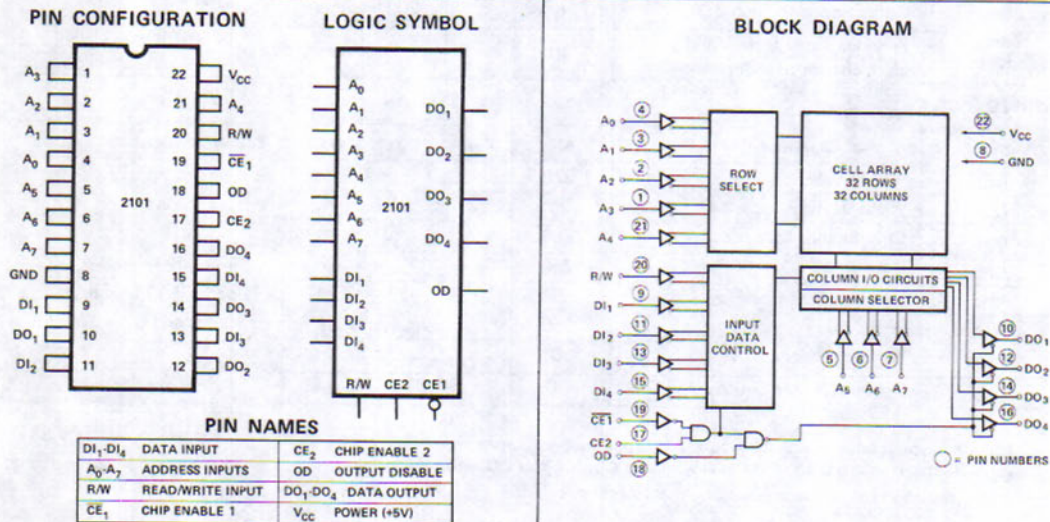 PIN CONFIGURATION
A3 1
A2 2
A1 3
A0 4
A5 5
A6 6
A7 7
GND 8
DI1 9
DO1 10
DI2 11
2101
22 VCC
21 A4
20 R/W
19 CE1
18 OD
17 CE2
16 DO4
15 DI4
14 DO3
13 DI3
12 DO2
LOGIC SYMBOL
A0
A1
A2
A3
A4
A5
A6
A7
DI1
DI2
DI3
DI4
2101
DO1
DO2
DO3
DO4
OD
R/W CE2 CE1
PIN NAMES
DI1-DI4 DATA INPUT CE2 CHIP ENABLE 2
A0-A7 ADDRESS INPUTS OD OUTPUT DISABLE
R/W READ/WRITE INPUT DO1-DO4 DATA OUTPUT
CE1 CHIP ENABLE 1 VCC POWER (+5V)
BLOCK DIAGRAM
A0 4
A1 3
A2 2
A3 1
A4 21
ROW
SELECT
CELL ARRAY
32 ROWS
32 COLUMNS
22 VCC
8 GND
R/W 20
DI1 9
DI2 11
DI3 13
DI4 15
CE1 19
CE2 17
OD 18
INPUT
DATA
CONTROL
COLUMN I/O CIRCUITS
COLUMN SELECTOR
5 6 7
A5 A6 A7
10 DO1
12 DO2
14 DO3
16 DO4
= PIN NUMBERS